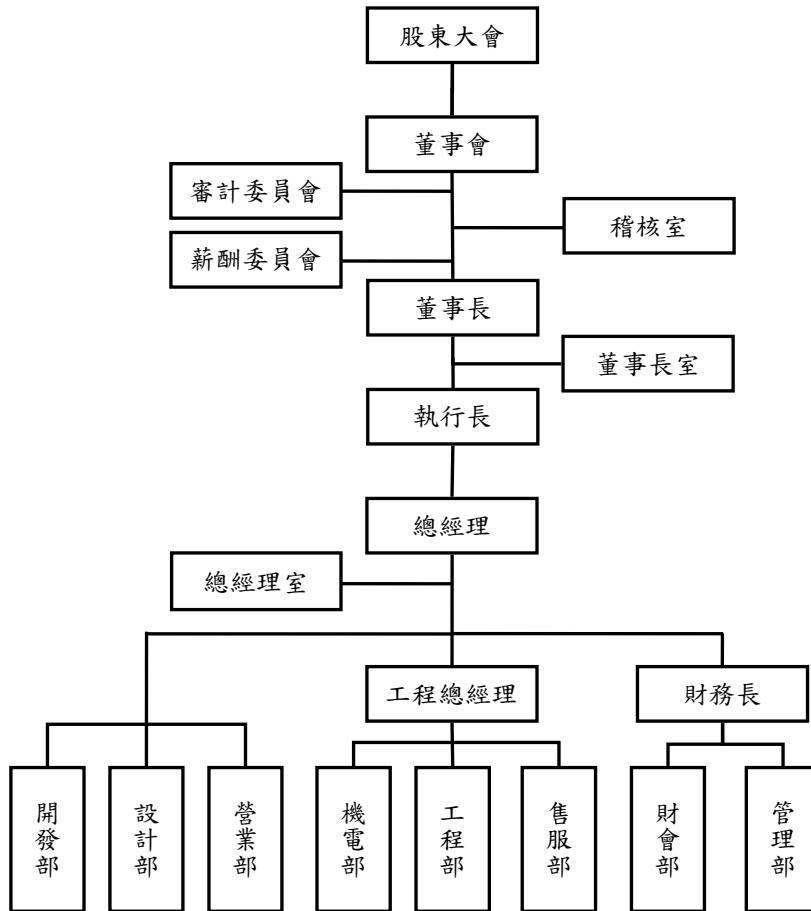 股東大會
董事會
審計委員會
稽核室
薪酬委員會
董事長
董事長室
執行長
總經理
總經理室
工程總經理
財務長
開發部
設計部
營業部
機電部
工程部
售服部
財會部
管理部